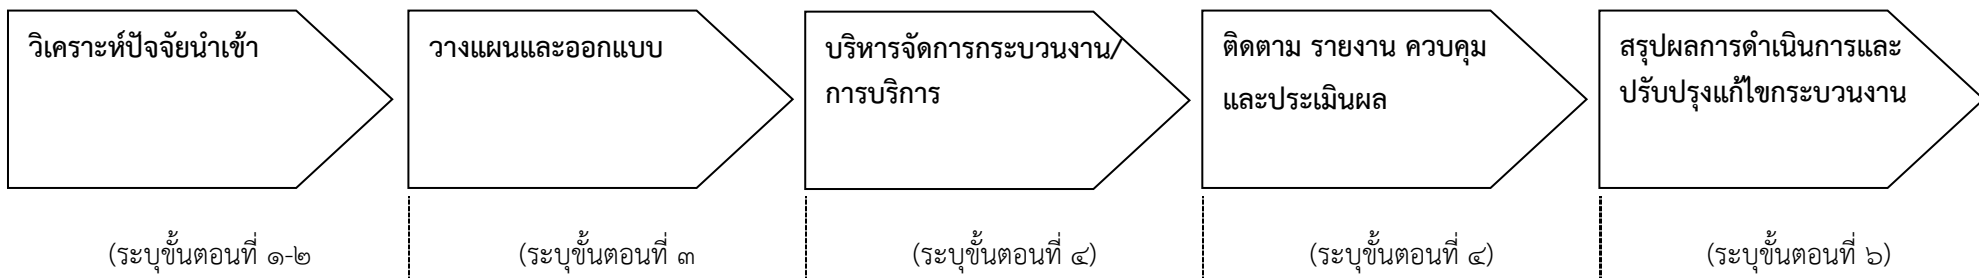 วิเคราะห์ปัจจัยนำเข้า
วางแผนและออกแบบ
บริหารจัดการกระบวนงาน/
การบริการ
ติดตาม รายงาน ควบคุม
และประเมินผล
สรุปผลการดำเนินการและ
ปรับปรุงแก้ไขกระบวนงาน
(ระบุขั้นตอนที่ ๑-๒
(ระบุขั้นตอนที่ ๓
(ระบุขั้นตอนที่ ๔)
(ระบุขั้นตอนที่ ๔)
(ระบุขั้นตอนที่ ๖)